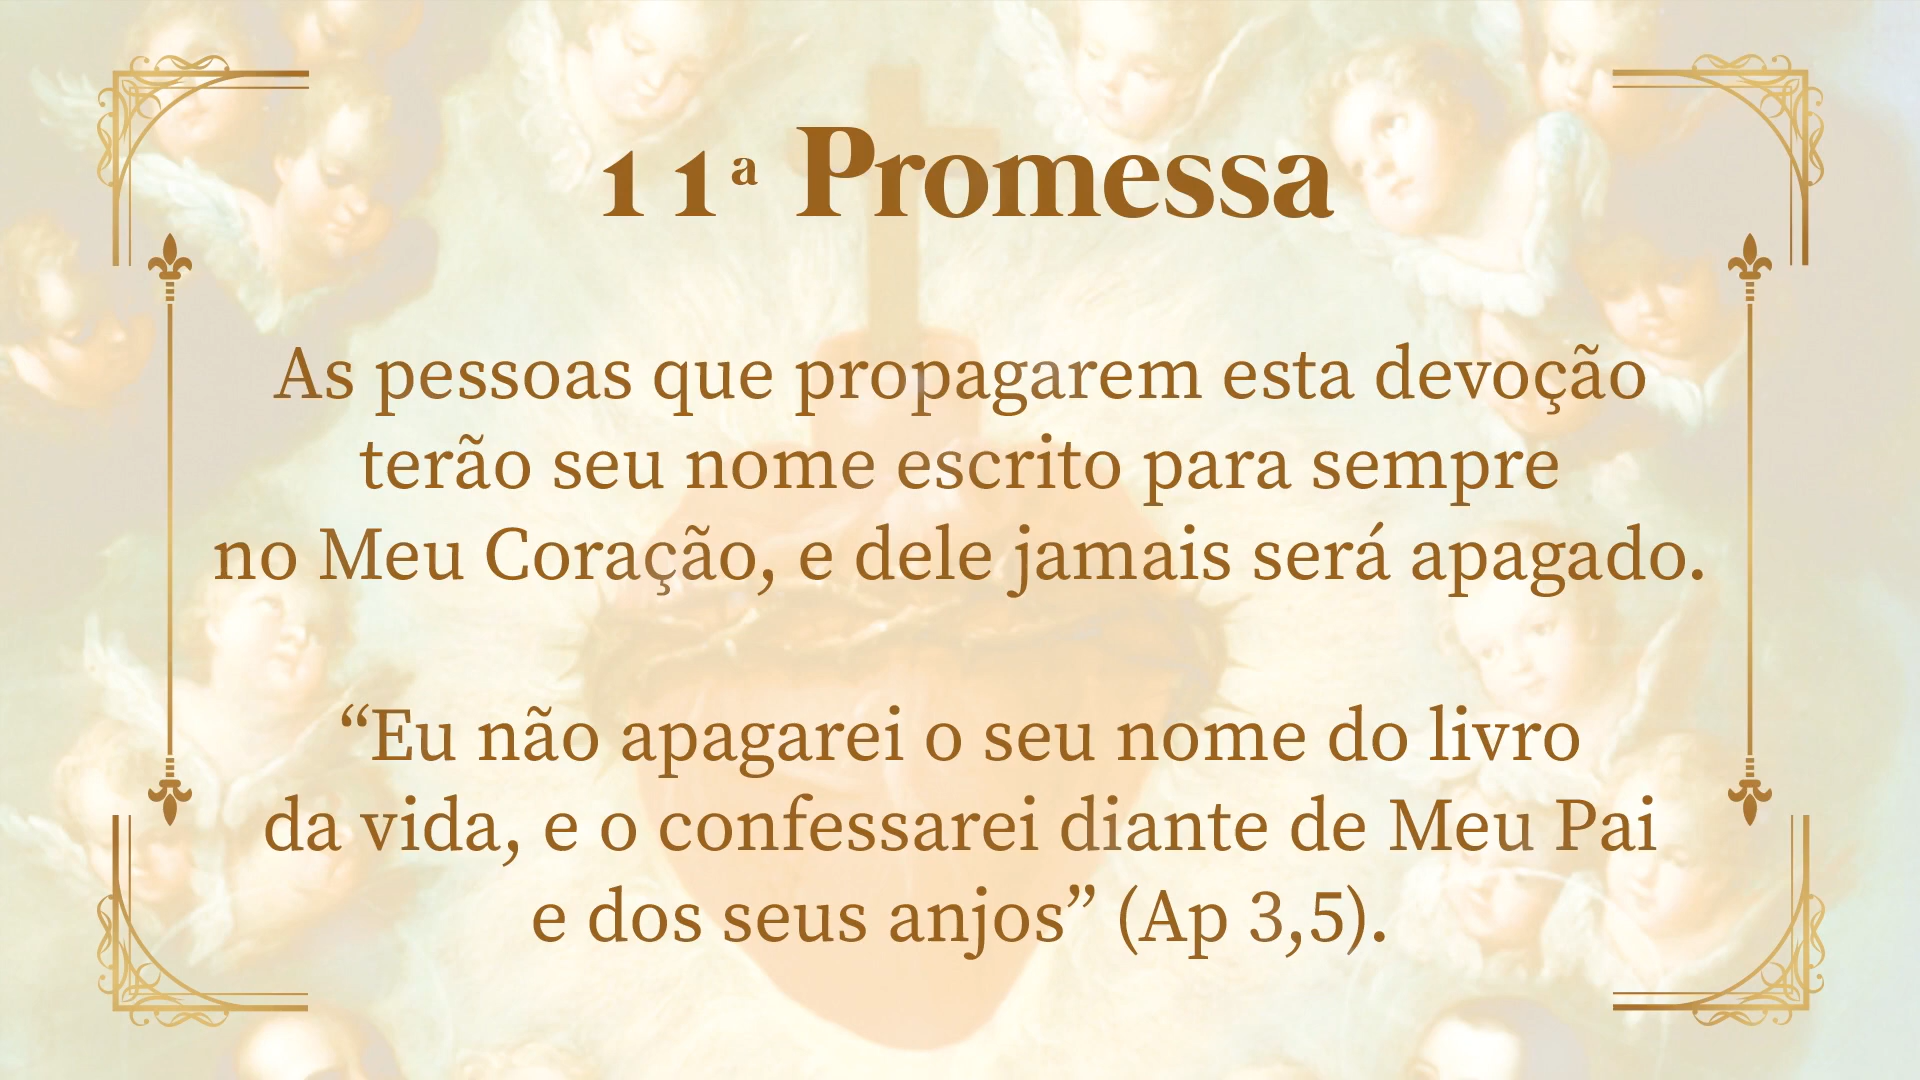 11ª Promessa
As pessoas que propagarem esta devoção
terão seu nome escrito para sempre
no Meu Coração, e dele jamais será apagado.
“Eu não apagarei o seu nome do livro
da vida, e o confessarei diante de Meu Pai
e dos seus anjos” (Ap 3,5).